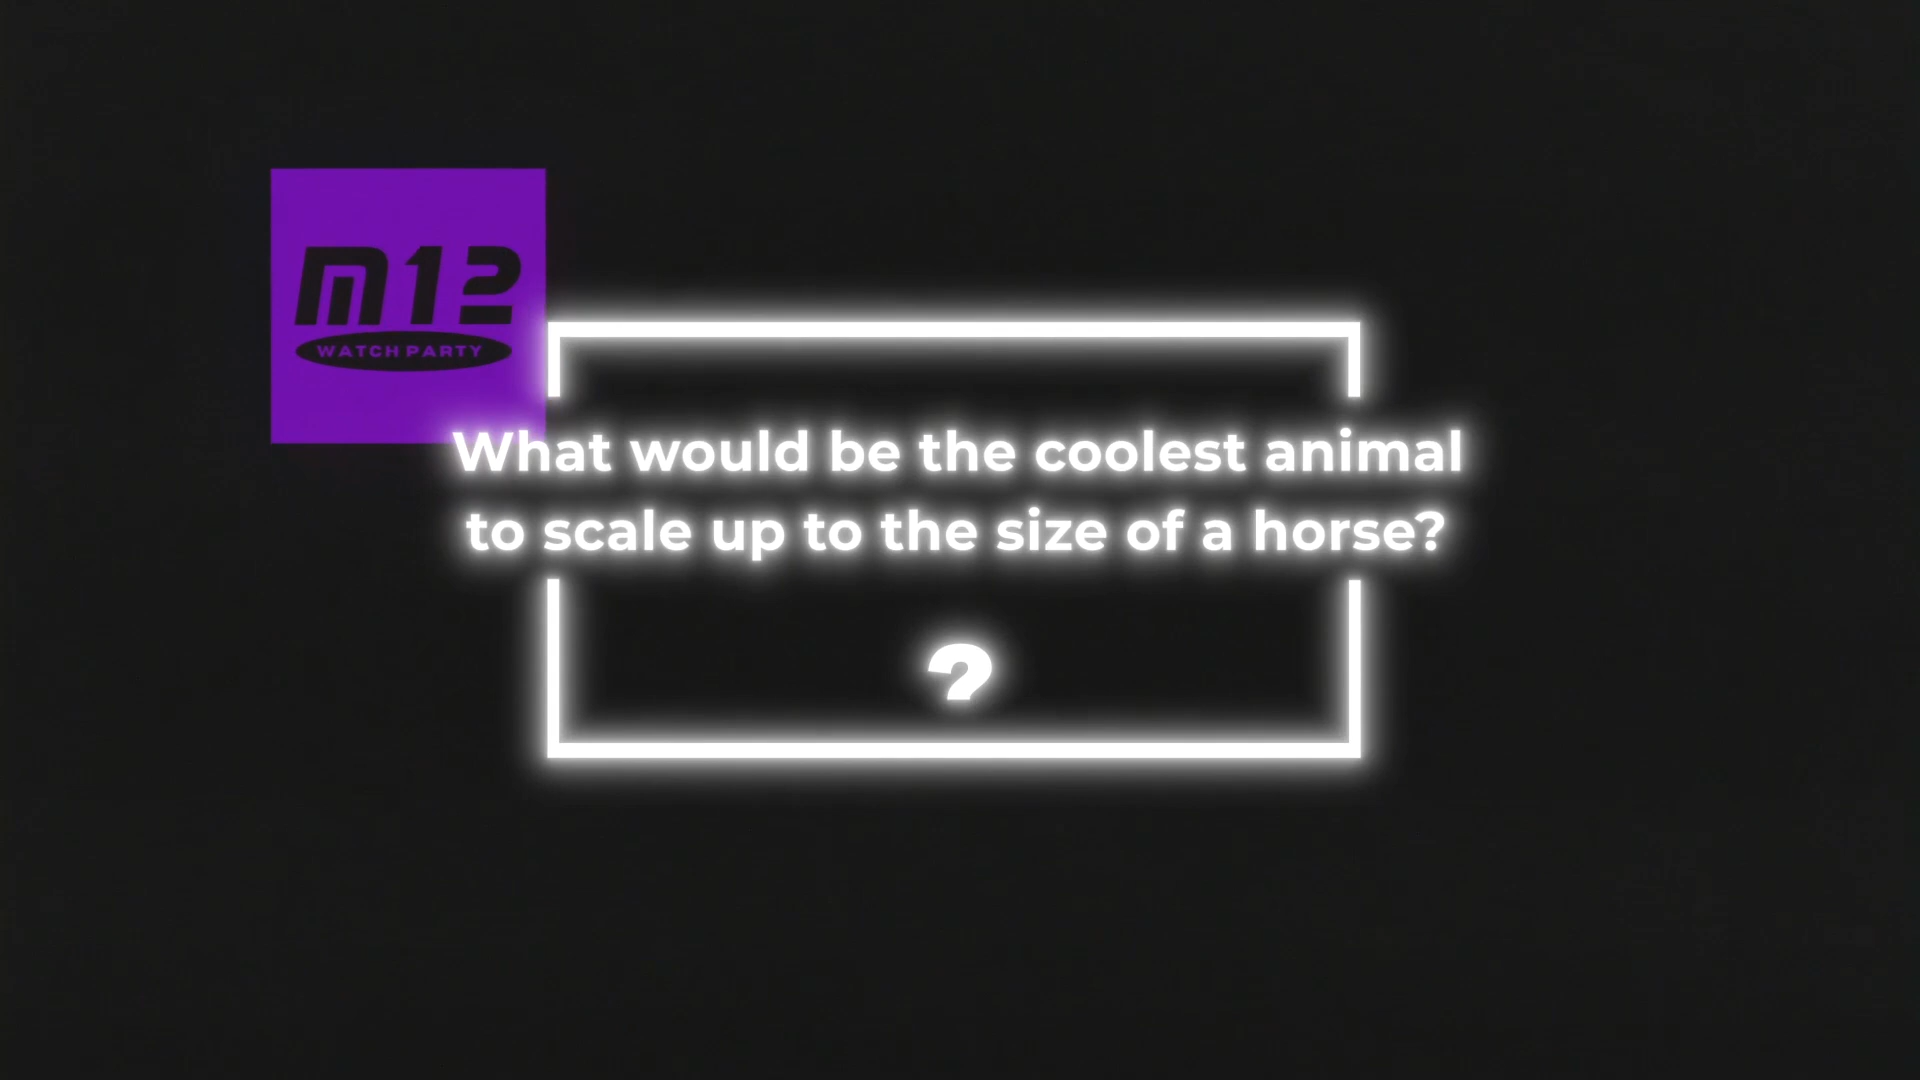 m12
WATCH PARTY
What would be the coolest animal
to scale up to the size of a horse?
?